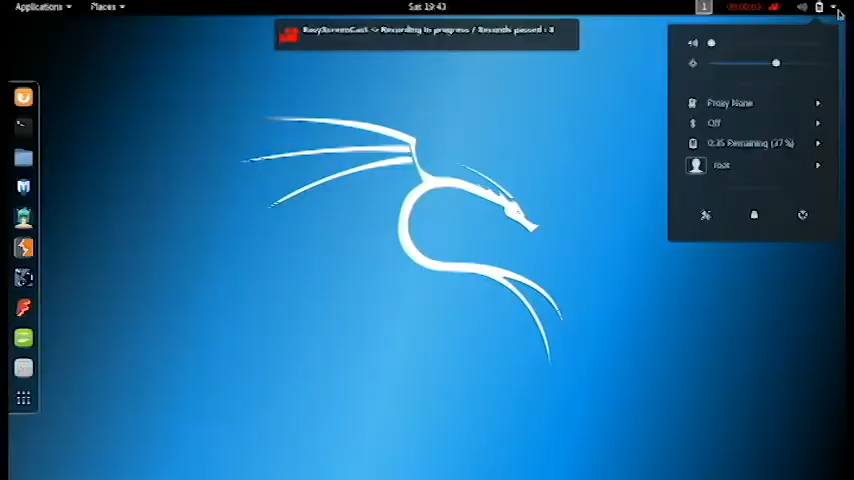 Applications
Places
Sat 19:43
1
EasyScreenCast -> Recording in progress / Seconds passed : 3
Proxy None
Off
0:35 Remaining (37%)
root